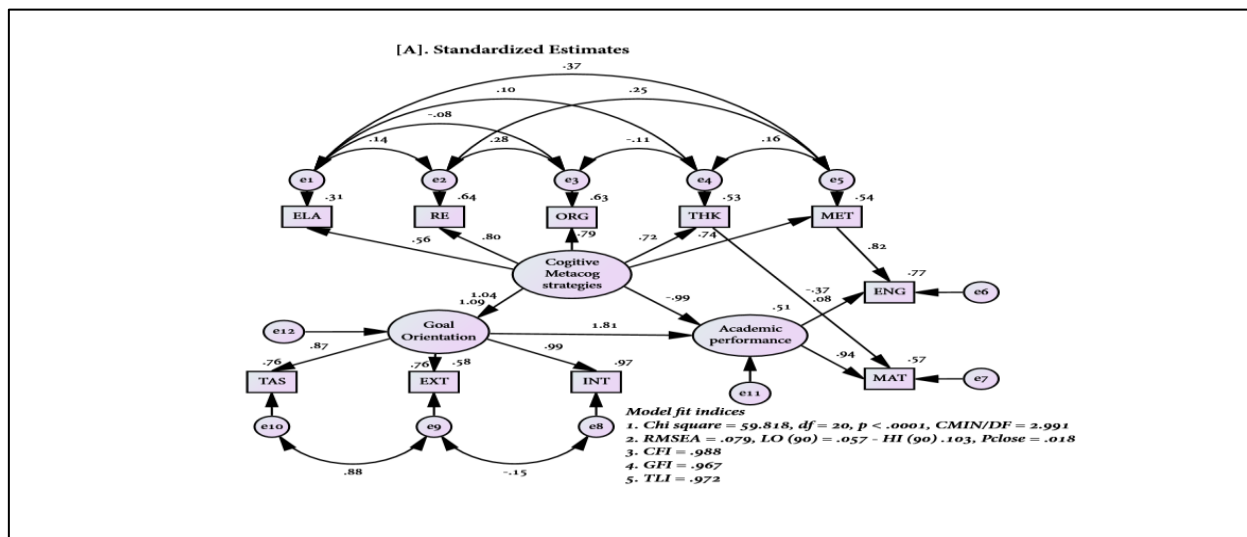 [A]. Standardized Estimates
.37
.10
.25
-.08
-.11
.14
.28
.16
e1
e2
e3
e4
e5
.31
.64
.63
.53
.54
ELA
RE
ORG
THK
MET
.56
.80
.79
.72
.74
.82
Cogitive
Metacog
strategies
.77
ENG
e6
1.04
1.09
-.99
-.37
.08
.51
e12
Goal
Orientation
1.81
Academic
performance
.87
.99
.94
.76
.76
.58
.97
.57
TAS
EXT
INT
MAT
e7
e11
e10
e9
e8
.88
-.15
Model fit indices
1. Chi square = 59.818, df = 20, p < .0001, CMIN/DF = 2.991
2. RMSEA = .079, LO (90) = .057 - HI (90) .103, Pclose = .018
3. CFI = .988
4. GFI = .967
5. TLI = .972